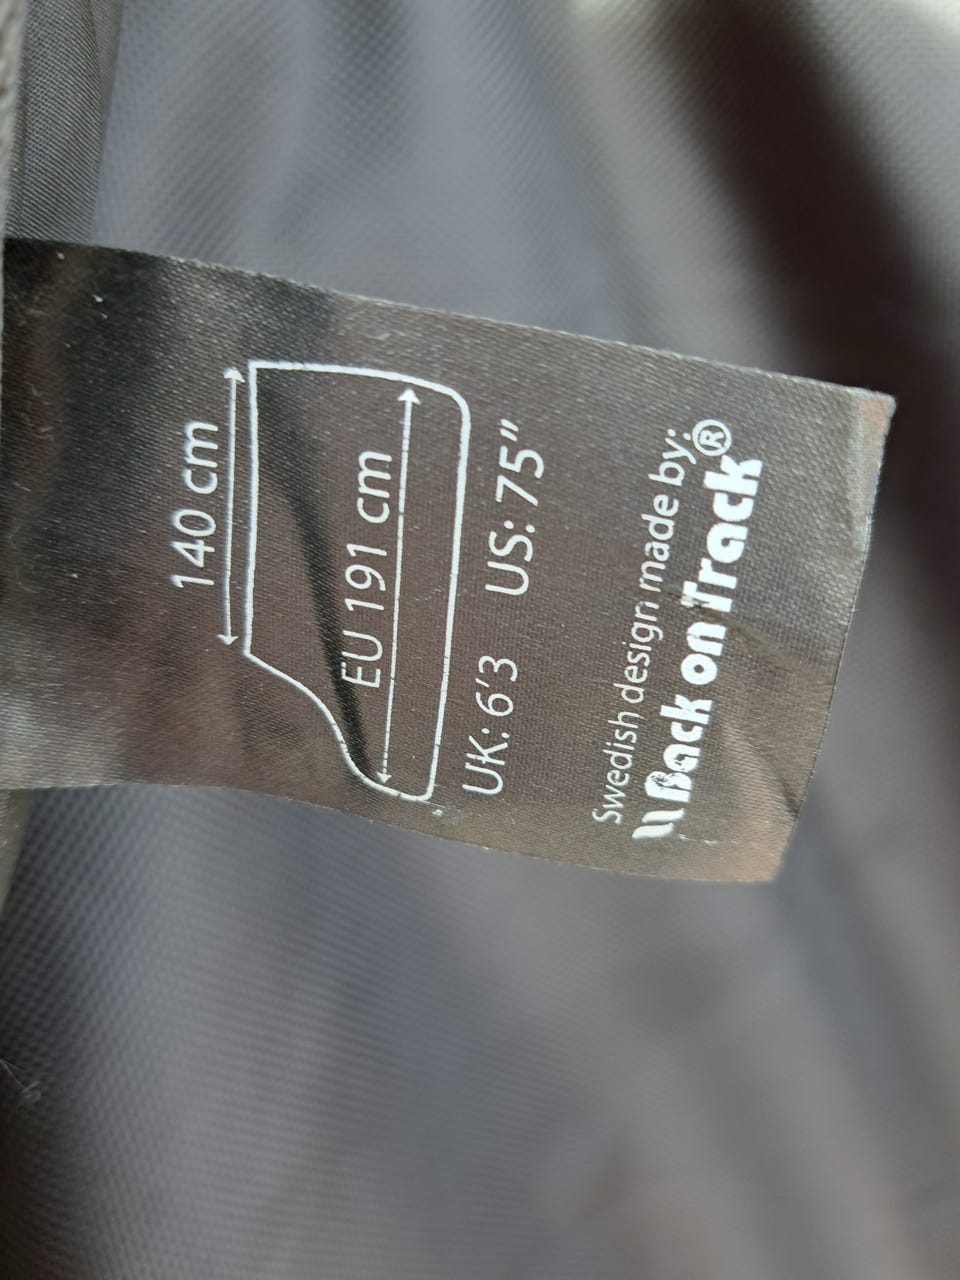 140 cm
EU 191 cm
UK: 6'3 US: 75”
Swedish design made by:
Back on Track®